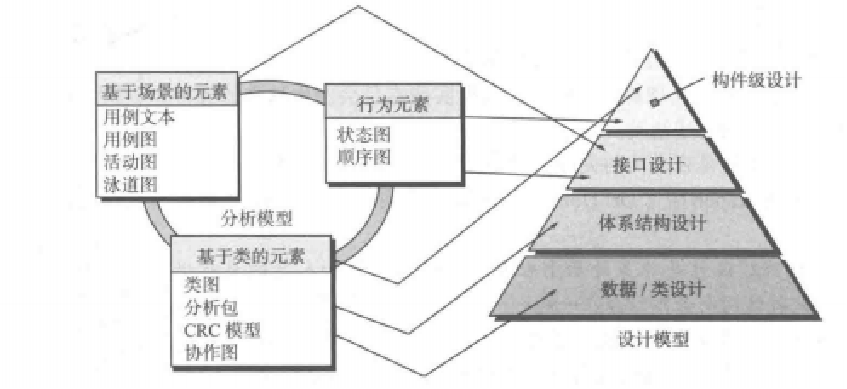 基于场景的元素
用例文本
用例图
活动图
泳道图
行为元素
状态图
顺序图
分析模型
基于类的元素
类图
分析包
CRC 模型
协作图
构件级设计
接口设计
体系结构设计
数据 / 类设计
设计模型